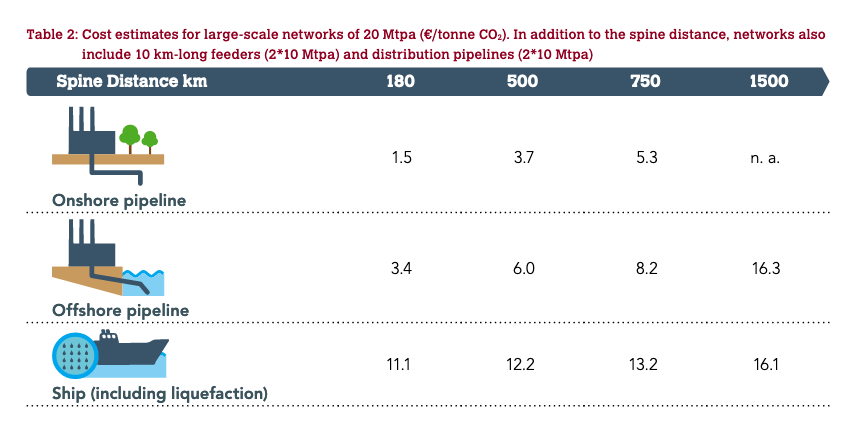 Table 2: Cost estimates for large-scale networks of 20 Mtpa (€/tonne CO₂). In addition to the spine distance, networks also
include 10 km-long feeders (2*10 Mtpa) and distribution pipelines (2*10 Mtpa)
Spine Distance km 180 500 750 1500
1.5 3.7 5.3 n. a.
Onshore pipeline
3.4 6.0 8.2 16.3
Offshore pipeline
11.1 12.2 13.2 16.1
Ship (including liquefaction)